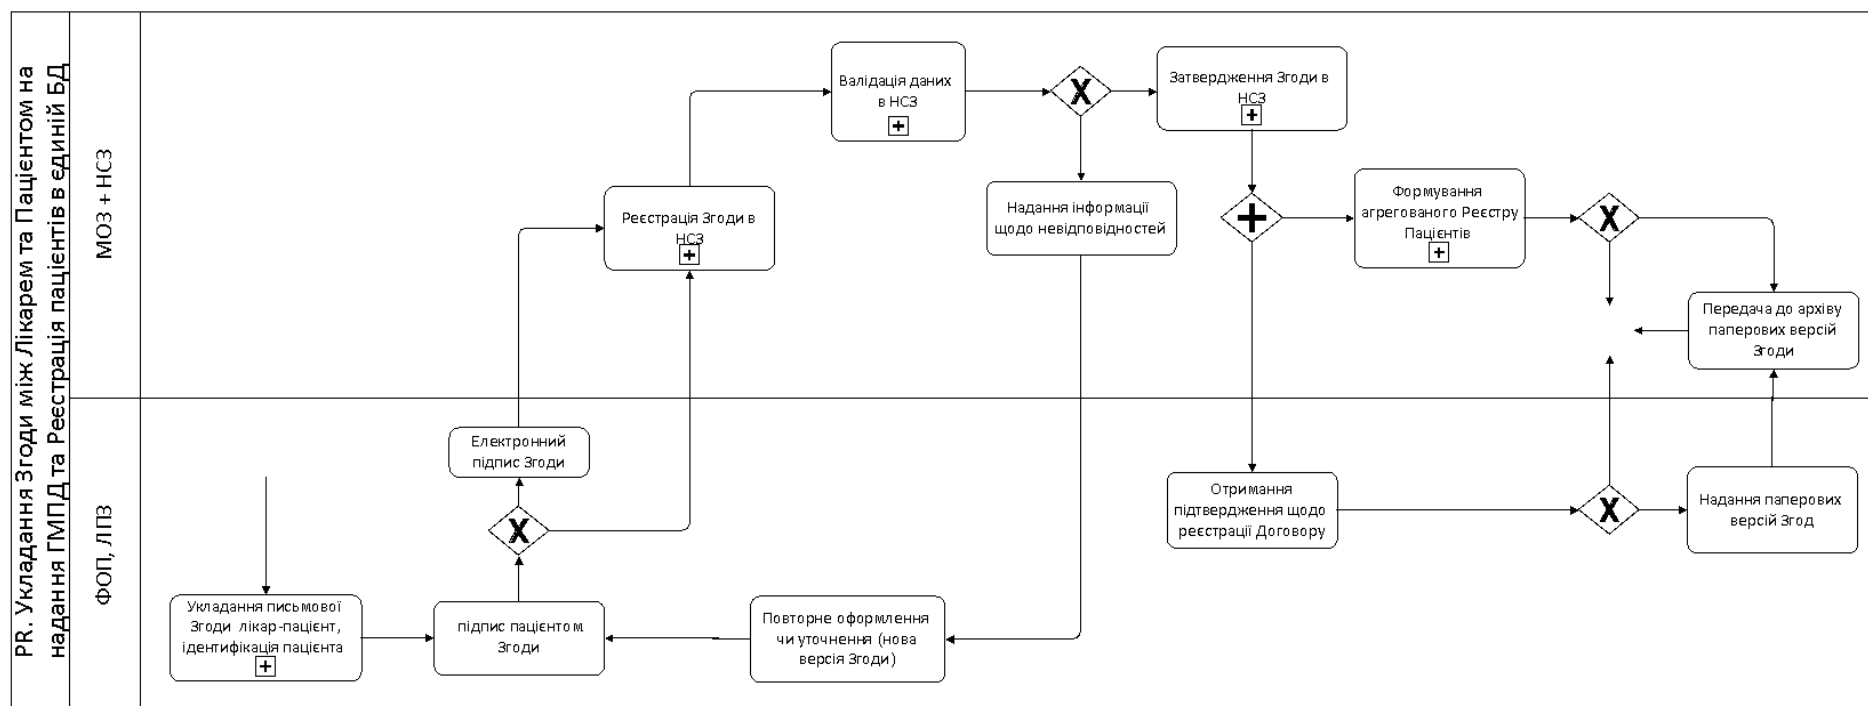 PR. Укладання Згоди між Лікарем та Пацієнтом на
надання ГМПД та Реєстрація пацієнтів в єдиній БД
МОЗ + НСЗ
ФОП, ЛПЗ
Валідація даних
в НСЗ
X
Затвердження Згоди в
НСЗ
Реєстрація Згоди в
НСЗ
Надання інформації
щодо невідповідностей
Формування
агрегованого Реєстру
Пацієнтів
X
Передача до архіву
паперових версій
Згоди
Електронний
підпис Згоди
X
Отримання
підтвердження щодо
реєстрації Договору
X
Надання паперових
версій Згод
Укладання письмової
Згоди лікар-пацієнт,
ідентифікація пацієнта
підпис пацієнтом
Згоди
Повторне оформлення
чи уточнення (нова
версія Згоди)